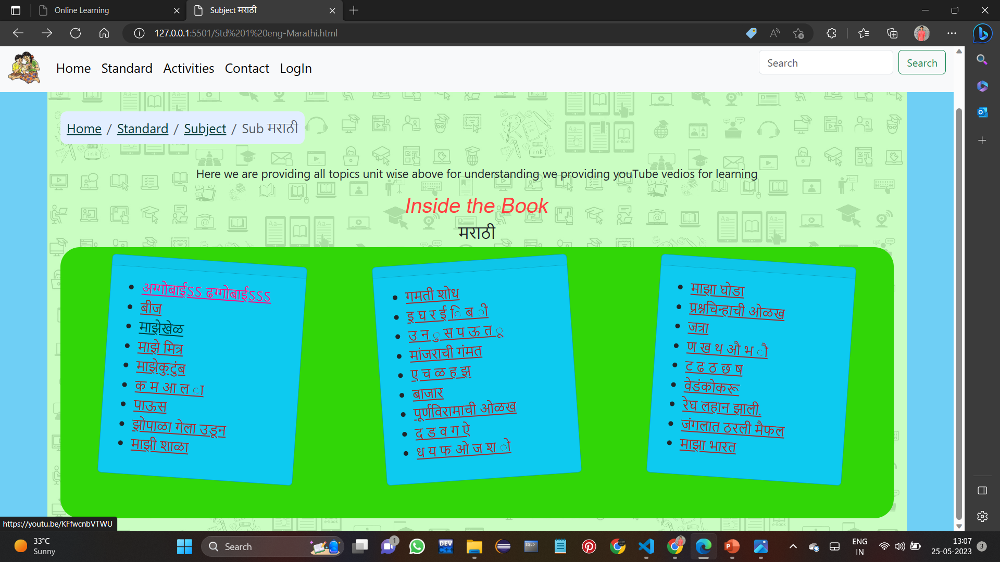 Online Learning
Subject मराठी
127.0.0.1:5501/Std%201%20eng-Marathi.html
Home Standard Activities Contact LogIn
Search
Search
Home / Standard / Subject / Sub मराठी
Here we are providing all topics unit wise above for understanding we providing youTube vedios for learning
Inside the Book
मराठी
अग्गोबाईSS ढग्गोबाईSSS
बीज
माझेखेळ
माझे मित्र
माझेकुटुंब
क म आ ल ा
पाऊस
झोपाळा गेला उडून
माझी शाळा
गमती शोध
इ घ र ई ि ब ी
उ न ु स प ऊ त ू
मांजराची गंमत
ए च ळ ह झ
बाजार
पूर्णविरामाची ओळख
द ड व ग ऐ
ध य फ ओ ज श ो
माझा घोडा
प्रश्नचिन्हाची ओळख
जत्रा
ण ख थ औ भ ौ
ट ढ ठ छ ष
वेडंकोकरू
रेघ लहान झाली.
जंगलात ठरली मैफल
माझा भारत
https://youtu.be/KFfwcnbVTWU
33°C
Sunny
Search
1
ENG
IN
13:07
25-05-2023
3